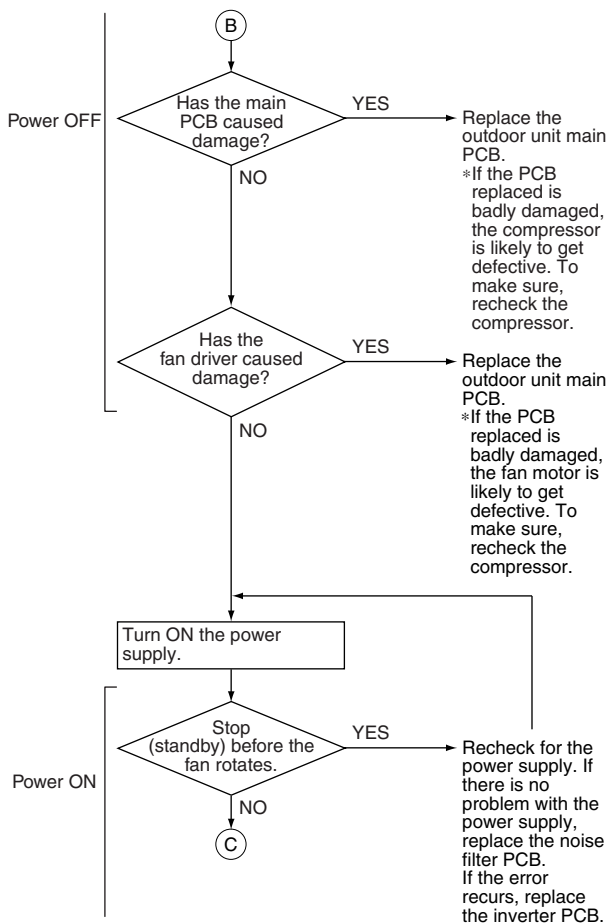 B
Power OFF
Has the main
PCB caused
damage?
YES
Replace the
outdoor unit main
PCB.
*If the PCB
replaced is
badly damaged,
the compressor
is likely to get
defective. To
make sure,
recheck the
compressor.
NO
Has the
fan driver caused
damage?
YES
Replace the
outdoor unit main
PCB.
*If the PCB
replaced is
badly damaged,
the fan motor is
likely to get
defective. To
make sure,
recheck the
compressor.
NO
Turn ON the power
supply.
Power ON
Stop
(standby) before the
fan rotates.
YES
Recheck for the
power supply. If
there is no
problem with the
power supply,
replace the noise
filter PCB.
If the error
recurs, replace
the inverter PCB.
NO
C